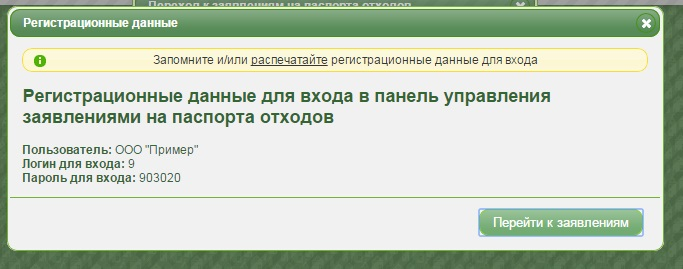 Переход к заявлениям на паспорта отходов
Регистрационные данные
Запомните и/или распечатайте регистрационные данные для входа
Регистрационные данные для входа в панель управления
заявлениями на паспорта отходов
Пользователь: ООО "Пример"
Логин для входа: 9
Пароль для входа: 903020
Перейти к заявлениям